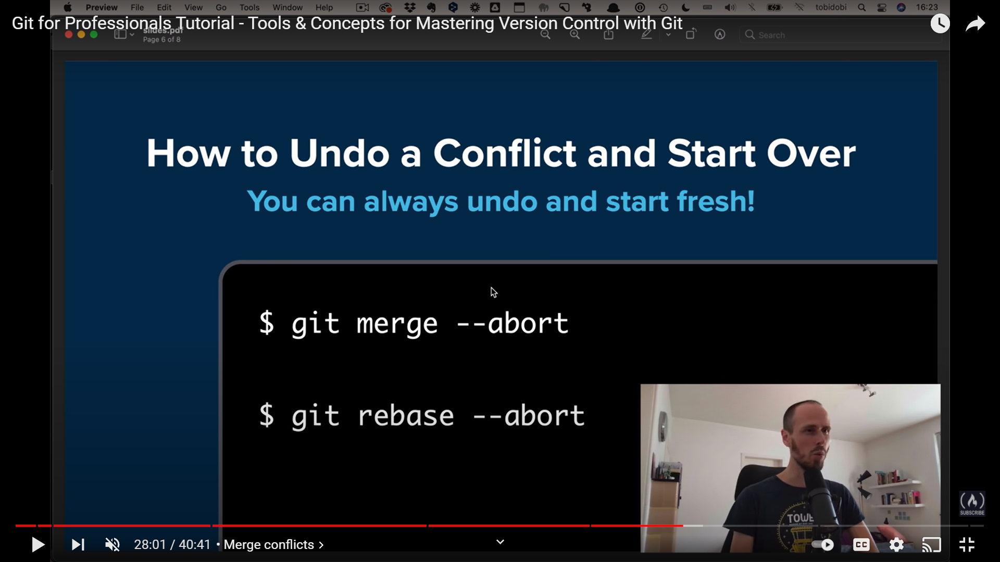 Preview File Edit View Go Tools Window Help tobidobi 16:23
Git for Professionals Tutorial - Tools & Concepts for Mastering Version Control with Git
slides.pdf
Page 6 of 8
Search
How to Undo a Conflict and Start Over
You can always undo and start fresh!
$ git merge --abort
$ git rebase --abort
TOWE
SUBSCRIBE
28:01 / 40:41 • Merge conflicts >
CC